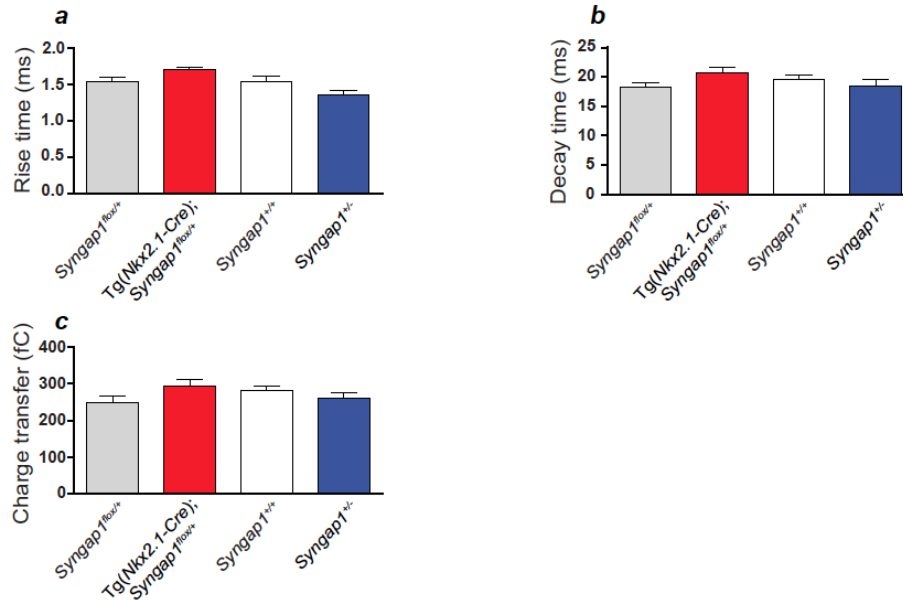 a
Rise time (ms)
2.0
1.5
1.0
0.5
0.0
Syngap1flox/+
Tg(Nkx2.1-Cre);
Syngap1flox/+
Syngap1+/+
Syngap1+/-
b
Decay time (ms)
25
20
15
10
5
0
Syngap1flox/+
Tg(Nkx2.1-Cre);
Syngap1flox/+
Syngap1+/+
Syngap1+/-
c
Charge transfer (fC)
400
300
200
100
0
Syngap1flox/+
Tg(Nkx2.1-Cre);
Syngap1flox/+
Syngap1+/+
Syngap1+/-